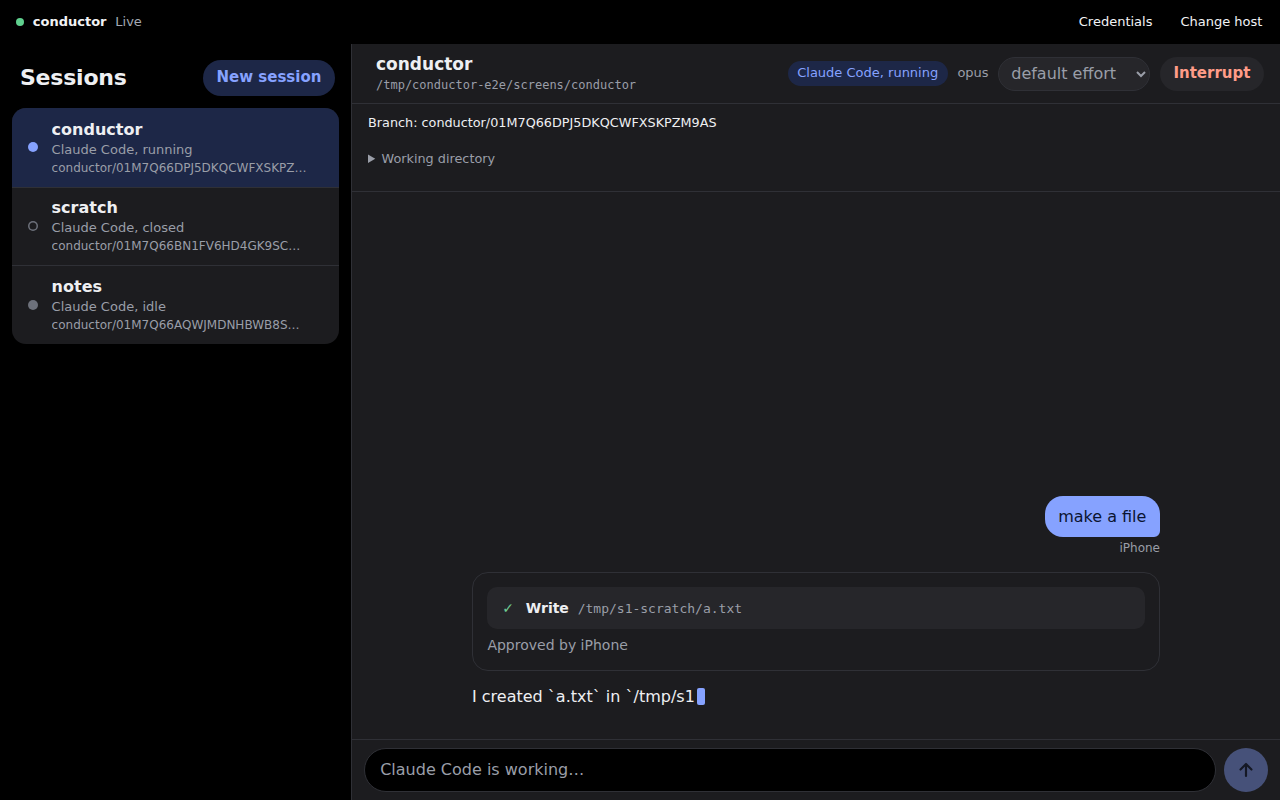 conductor Live
Credentials Change host
Sessions New session
conductor
Claude Code, running
conductor/01M7Q66DPJ5DKQCWFXSKPZ…
scratch
Claude Code, closed
conductor/01M7Q66BN1FV6HD4GK9SC…
notes
Claude Code, idle
conductor/01M7Q66AQWJMDNHBWB8S…
conductor
/tmp/conductor-e2e/screens/conductor
Claude Code, running opus default effort Interrupt
Branch: conductor/01M7Q66DPJ5DKQCWFXSKPZM9AS
Working directory
make a file
iPhone
✓ Write /tmp/s1-scratch/a.txt
Approved by iPhone
I created `a.txt` in `/tmp/s1
Claude Code is working…